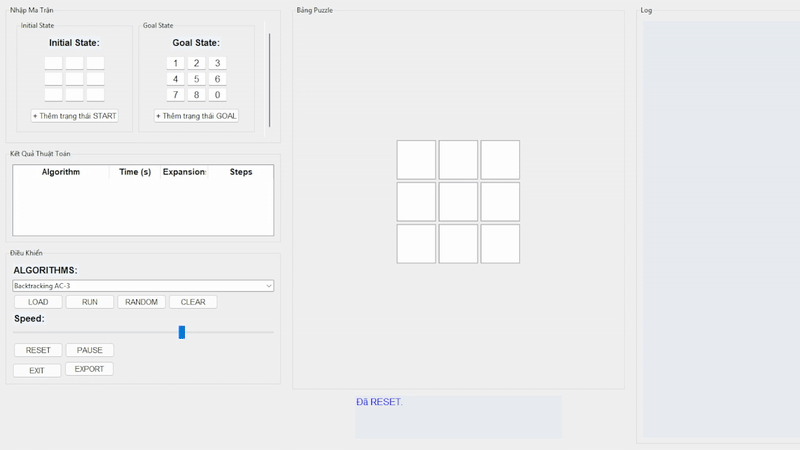 Nhập Ma Trận
Initial State
Initial State:
+ Thêm trạng thái START
Goal State
Goal State:
1 2 3
4 5 6
7 8 0
+ Thêm trạng thái GOAL
Kết Quả Thuật Toán
Algorithm Time (s) Expansion: Steps
Điều Khiển
ALGORITHMS:
Backtracking AC-3
LOAD RUN RANDOM CLEAR
Speed:
RESET PAUSE
EXIT EXPORT
Bảng Puzzle
Đã RESET.
Log